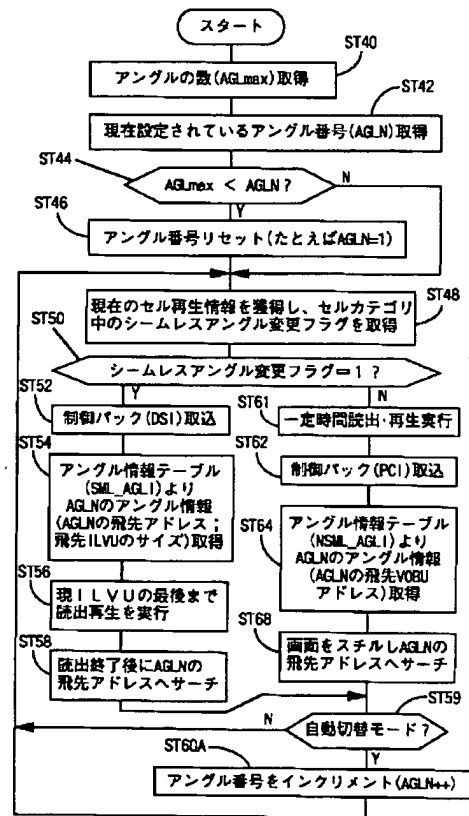 スタート
ST40
アングルの数(AGLmax)取得
ST42
現在設定されているアングル番号(AGLN)取得
ST44
AGLmax < AGLN ?
N
Y
ST46
アングル番号リセット(たとえばAGLN=1)
ST48
現在のセル再生情報を獲得し、セルカテゴリ
中のシームレスアングル変更フラグを取得
ST50
シームレスアングル変更フラグ=1 ?
Y
N
ST52
制御パック(DSI)取込
ST61
一定時間読出・再生実行
ST54
アングル情報テーブル
(SML_AGLI)より
AGLNのアングル情報
(AGLNの飛先アドレス;
飛先ILVUのサイズ)取得
ST62
制御パック(PCI)取込
ST64
アングル情報テーブル
(NSML_AGLI)より
AGLNのアングル情報
(AGLNの飛先VOBU
アドレス)取得
ST56
現ILVUの最後まで
読出再生を実行
ST58
読出終了後にAGLNの
飛先アドレスへサーチ
ST68
画面をスチルしAGLNの
飛先アドレスへサーチ
ST59
自動切替モード?
N
Y
ST60A
アングル番号をインクリメント(AGLN++)